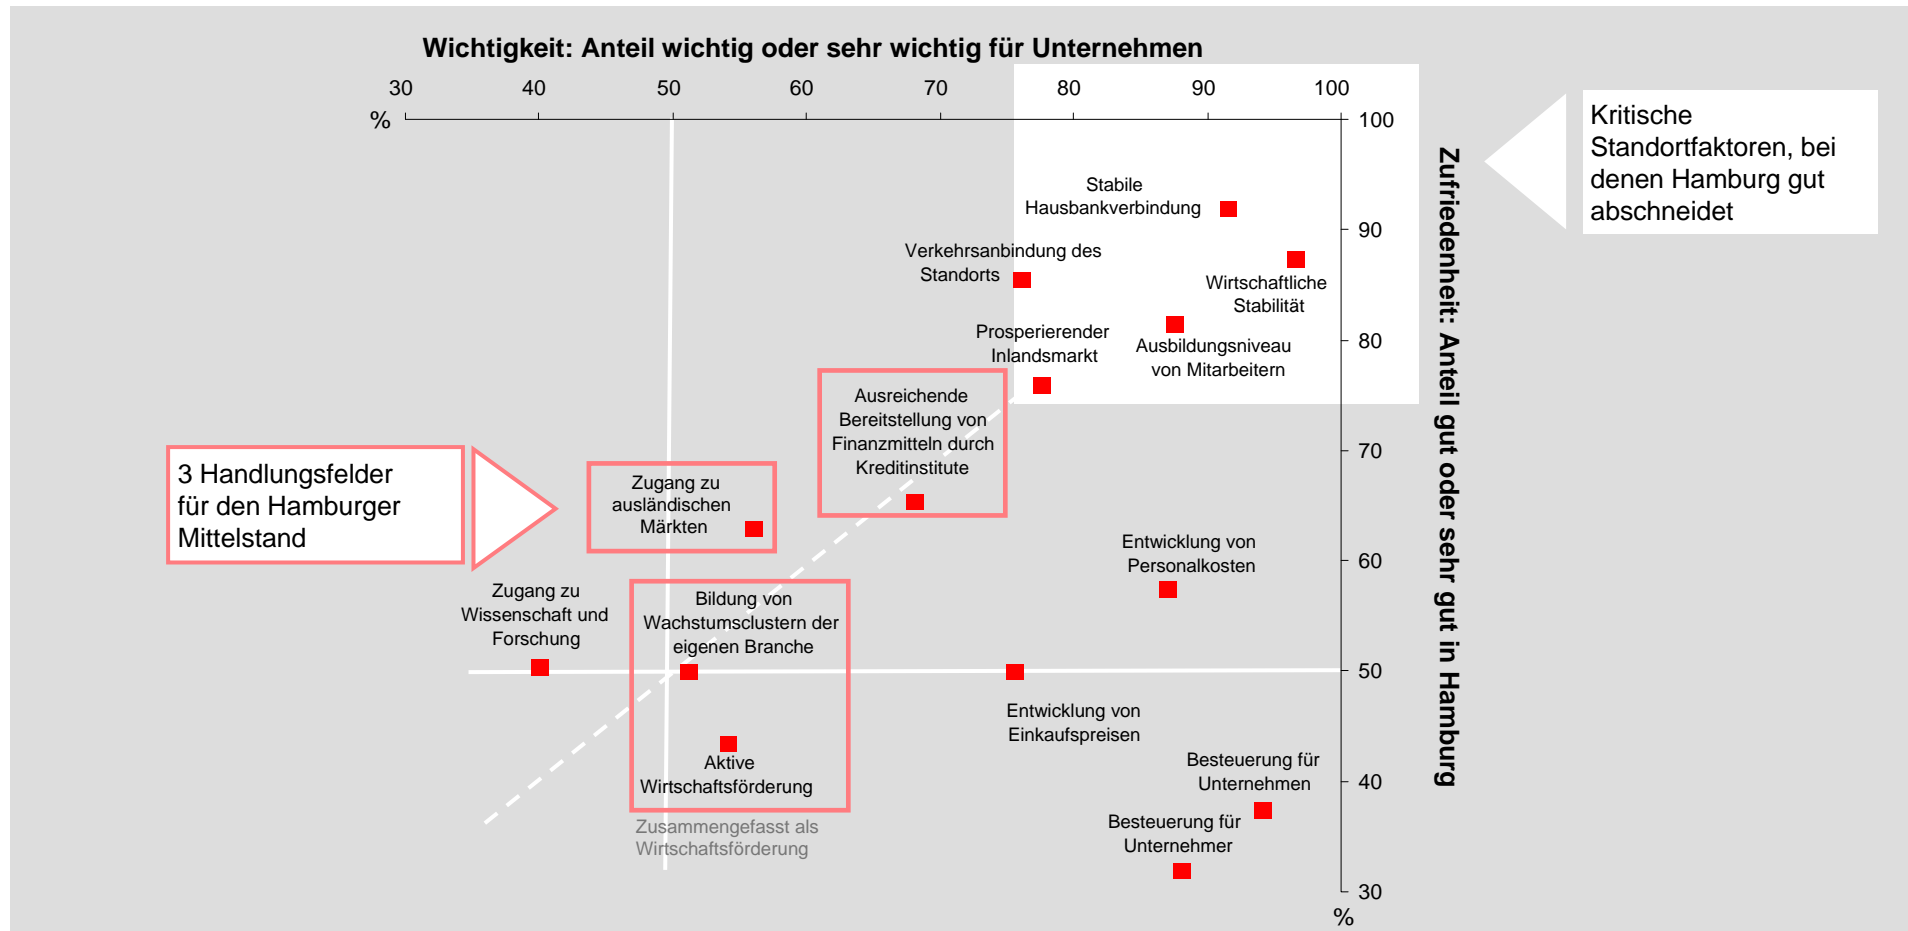 Wichtigkeit: Anteil wichtig oder sehr wichtig für Unternehmen
30 40 50 60 70 80 90 100
%
100
90
80
70
60
50
40
30
%
Zufriedenheit: Anteil gut oder sehr gut in Hamburg
Kritische
Standortfaktoren, bei
denen Hamburg gut
abschneidet
Stabile
Hausbankverbindung
Verkehrsanbindung des
Standorts
Wirtschaftliche
Stabilität
Prosperierender
Inlandsmarkt
Ausbildungsniveau
von Mitarbeitern
Ausreichende
Bereitstellung von
Finanzmitteln durch
Kreditinstitute
3 Handlungsfelder
für den Hamburger
Mittelstand
Zugang zu
ausländischen
Märkten
Entwicklung von
Personalkosten
Zugang zu
Wissenschaft und
Forschung
Bildung von
Wachstumsclustern der
eigenen Branche
Entwicklung von
Einkaufspreisen
Aktive
Wirtschaftsförderung
Besteuerung für
Unternehmen
Besteuerung für
Unternehmer
Zusammengefasst als
Wirtschaftsförderung